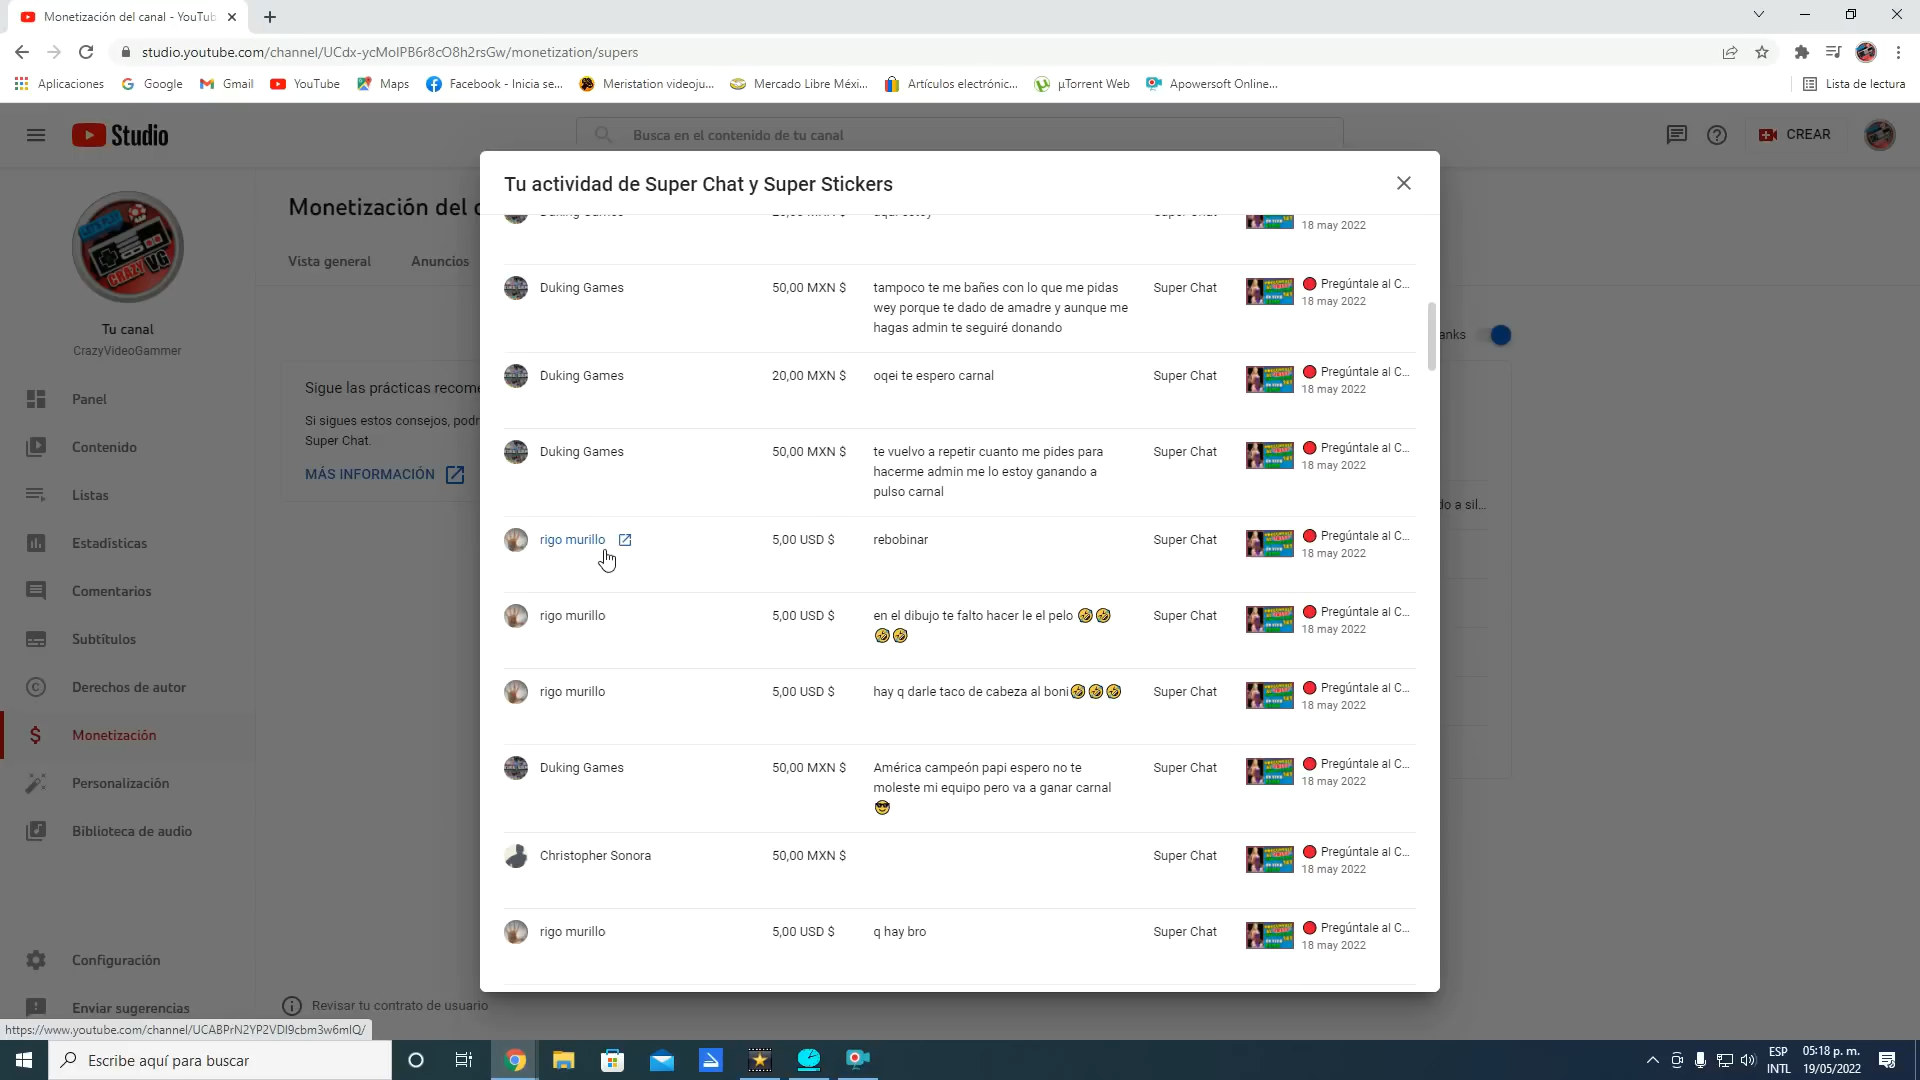 Monetización del canal - YouTub
studio.youtube.com/channel/UCdx-ycMoIPB6r8cO8h2rsGw/monetization/supers
Aplicaciones
Google
Gmail
YouTube
Maps
Facebook - Inicia se...
Meristation videoju...
Mercado Libre Méxi...
Artículos electrónic...
µTorrent Web
Apowersoft Online...
Lista de lectura
Studio
Busca en el contenido de tu canal
CREAR
Tu canal
CrazyVideoGammer
Panel
Contenido
Listas
Estadísticas
Comentarios
Subtítulos
Derechos de autor
Monetización
Personalización
Biblioteca de audio
Configuración
Enviar sugerencias
Monetización del c
Vista general
Anuncios
Sigue las prácticas recome
Si sigues estos consejos, podr
Super Chat.
MÁS INFORMACIÓN
Revisar tu contrato de usuario
anks
do a sil...
Tu actividad de Super Chat y Super Stickers
18 may 2022
Duking Games
50,00 MXN $
tampoco te me bañes con lo que me pidas
wey porque te dado de amadre y aunque me
hagas admin te seguiré donando
Super Chat
Pregúntale al C...
18 may 2022
Duking Games
20,00 MXN $
oqei te espero carnal
Super Chat
Pregúntale al C...
18 may 2022
Duking Games
50,00 MXN $
te vuelvo a repetir cuanto me pides para
hacerme admin me lo estoy ganando a
pulso carnal
Super Chat
Pregúntale al C...
18 may 2022
rigo murillo
5,00 USD $
rebobinar
Super Chat
Pregúntale al C...
18 may 2022
rigo murillo
5,00 USD $
en el dibujo te falto hacer le el pelo 🤣🤣
🤣🤣
Super Chat
Pregúntale al C...
18 may 2022
rigo murillo
5,00 USD $
hay q darle taco de cabeza al boni🤣🤣🤣
Super Chat
Pregúntale al C...
18 may 2022
Duking Games
50,00 MXN $
América campeón papi espero no te
moleste mi equipo pero va a ganar carnal
😎
Super Chat
Pregúntale al C...
18 may 2022
Christopher Sonora
50,00 MXN $
Super Chat
Pregúntale al C...
18 may 2022
rigo murillo
5,00 USD $
q hay bro
Super Chat
Pregúntale al C...
18 may 2022
https://www.youtube.com/channel/UCABPrN2YP2VDI9cbm3w6mlQ/
Escribe aquí para buscar
ESP
INTL
05:18 p. m.
19/05/2022